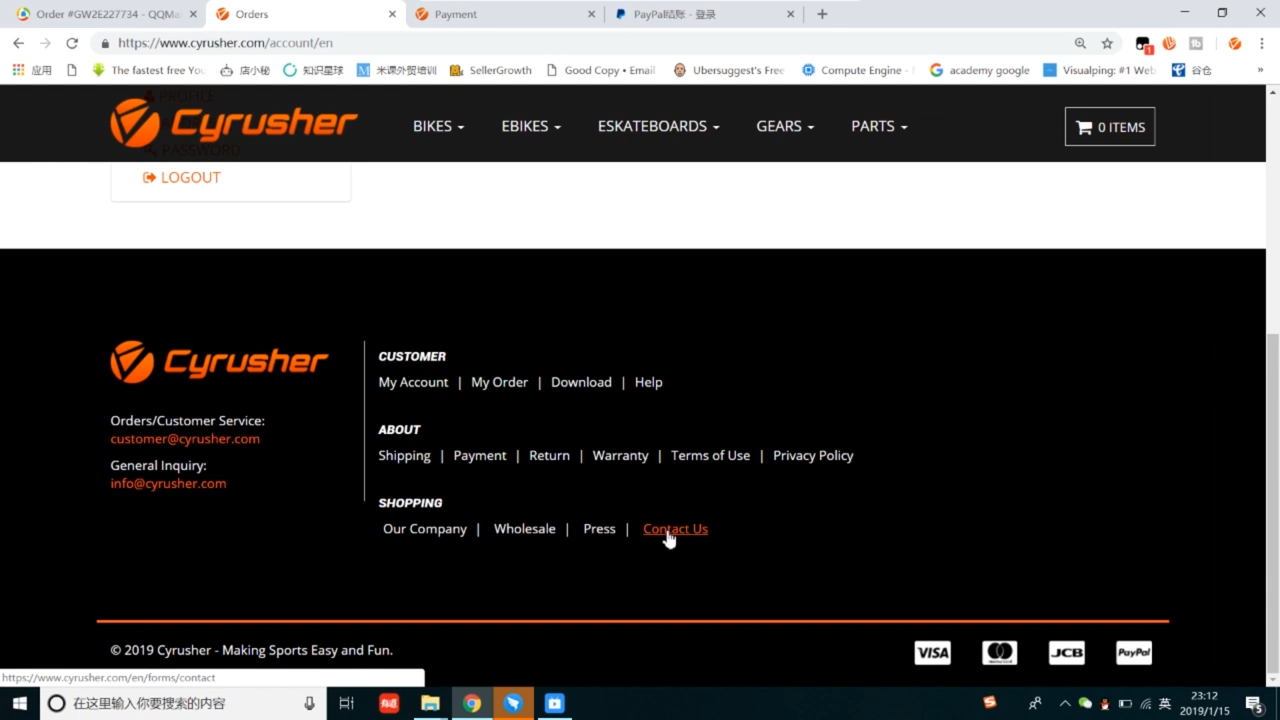 Order #GW2E227734 - QQMa
Orders
Payment
PayPal结账 - 登录
https://www.cyrusher.com/account/en
应用
The fastest free Yo
店小秘
知识星球
米课外贸培训
SellerGrowth
Good Copy • Email
Ubersuggest's Free
Compute Engine -
academy google
Visualping: #1 Web
谷仓
»
PROFILE
Cyrusher
BIKES
EBIKES
ESKATEBOARDS
GEARS
PARTS
0 ITEMS
PASSWORD
LOGOUT
Cyrusher
Orders/Customer Service:
customer@cyrusher.com
General Inquiry:
info@cyrusher.com
CUSTOMER
My Account | My Order | Download | Help
ABOUT
Shipping | Payment | Return | Warranty | Terms of Use | Privacy Policy
SHOPPING
Our Company | Wholesale | Press | Contact Us
© 2019 Cyrusher - Making Sports Easy and Fun.
VISA
JCB
PayPal
https://www.cyrusher.com/en/forms/contact
在这里输入你要搜索的内容
英
23:12
2019/1/15
5